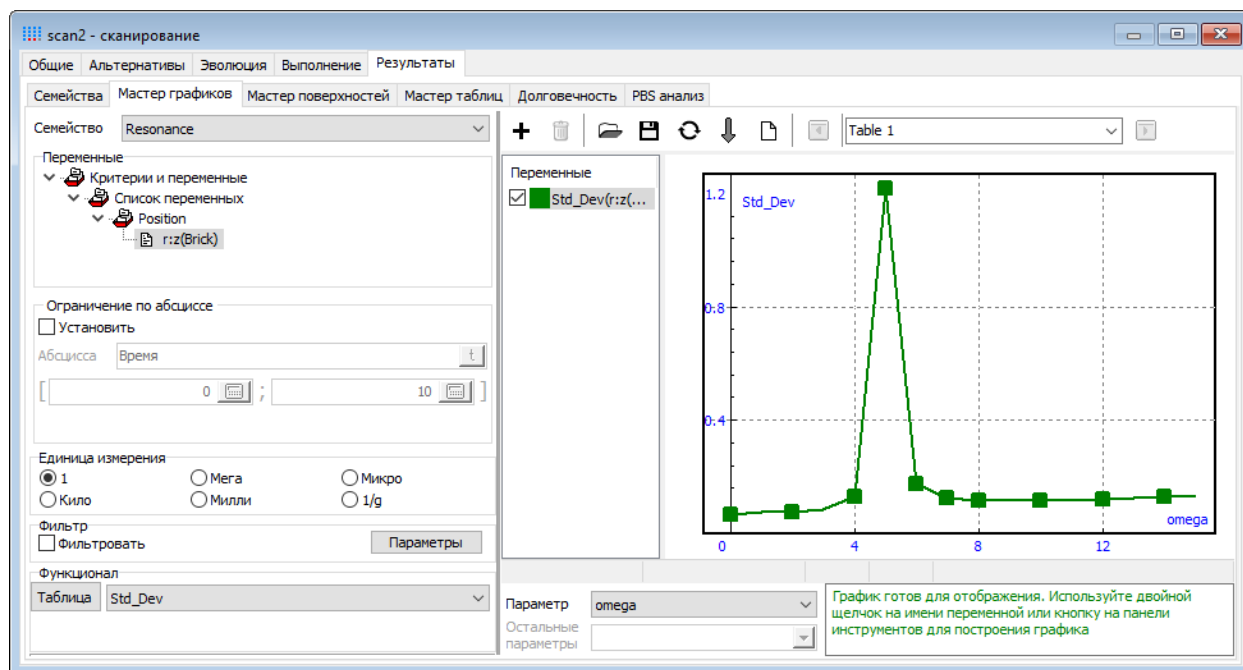 scan2 - сканирование
Общие Альтернативы Эволюция Выполнение Результаты
Семейства Мастер графиков Мастер поверхностей Мастер таблиц Долговечность PBS анализ
Семейство Resonance
Переменные
Критерии и переменные
Список переменных
Position
r:z(Brick)
Ограничение по абсциссе
Установить
Абсцисса Время t
[ 0 ; 10 ]
Единица измерения
1 Мега Микро
Кило Милли 1/g
Фильтр
Фильтровать Параметры
Функционал
Таблица Std_Dev
Table 1
Переменные
Std_Dev(r:z(...
1.2 Std_Dev
0.8
0.4
omega
0 4 8 12
Параметр omega
Остальные
параметры
График готов для отображения. Используйте двойной
щелчок на имени переменной или кнопку на панели
инструментов для построения графика